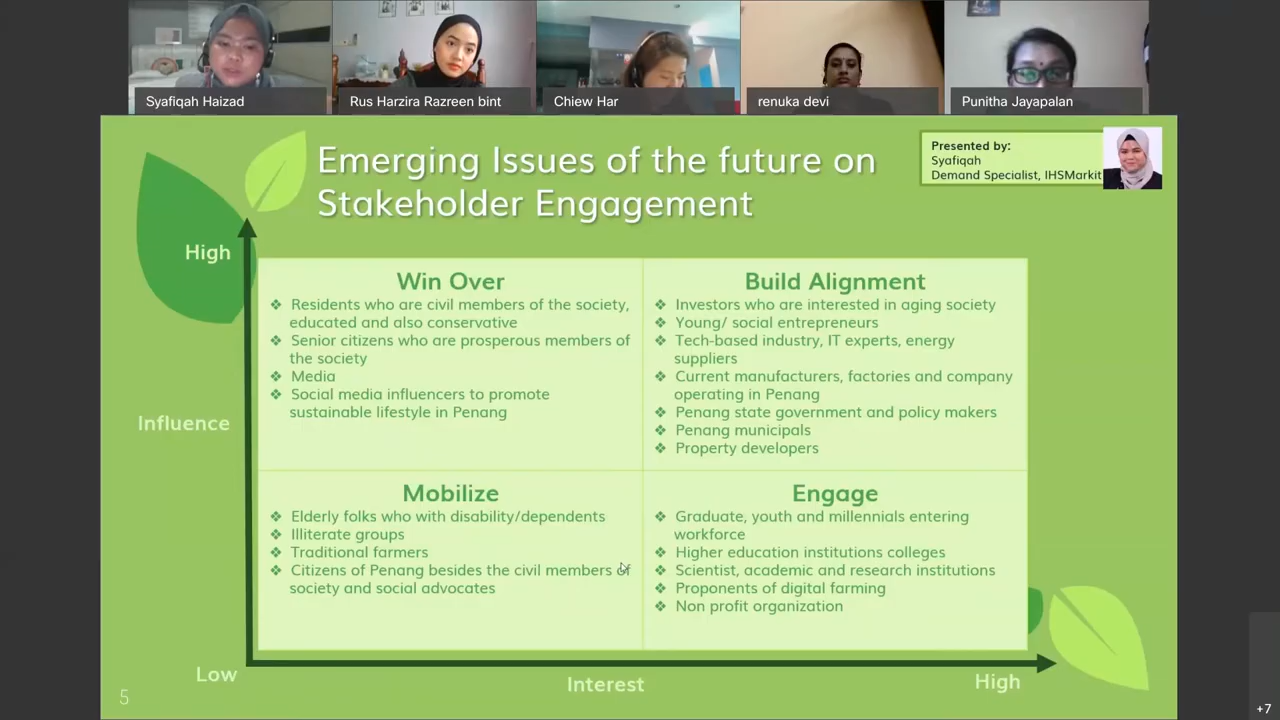 Syafiqah Haizad
Rus Harzira Razreen bint
Chiew Har
renuka devi
Punitha Jayapalan
Emerging Issues of the future on
Stakeholder Engagement
Presented by:
Syafiqah
Demand Specialist, IHSMarkit
High
Influence
Low
Win Over
❖ Residents who are civil members of the society,
educated and also conservative
❖ Senior citizens who are prosperous members of
the society
❖ Media
❖ Social media influencers to promote
sustainable lifestyle in Penang
Build Alignment
❖ Investors who are interested in aging society
❖ Young/ social entrepreneurs
❖ Tech-based industry, IT experts, energy
suppliers
❖ Current manufacturers, factories and company
operating in Penang
❖ Penang state government and policy makers
❖ Penang municipals
❖ Property developers
Mobilize
❖ Elderly folks who with disability/dependents
❖ Illiterate groups
❖ Traditional farmers
❖ Citizens of Penang besides the civil members of
society and social advocates
Engage
❖ Graduate, youth and millennials entering
workforce
❖ Higher education institutions colleges
❖ Scientist, academic and research institutions
❖ Proponents of digital farming
❖ Non profit organization
Interest
High
5
+7